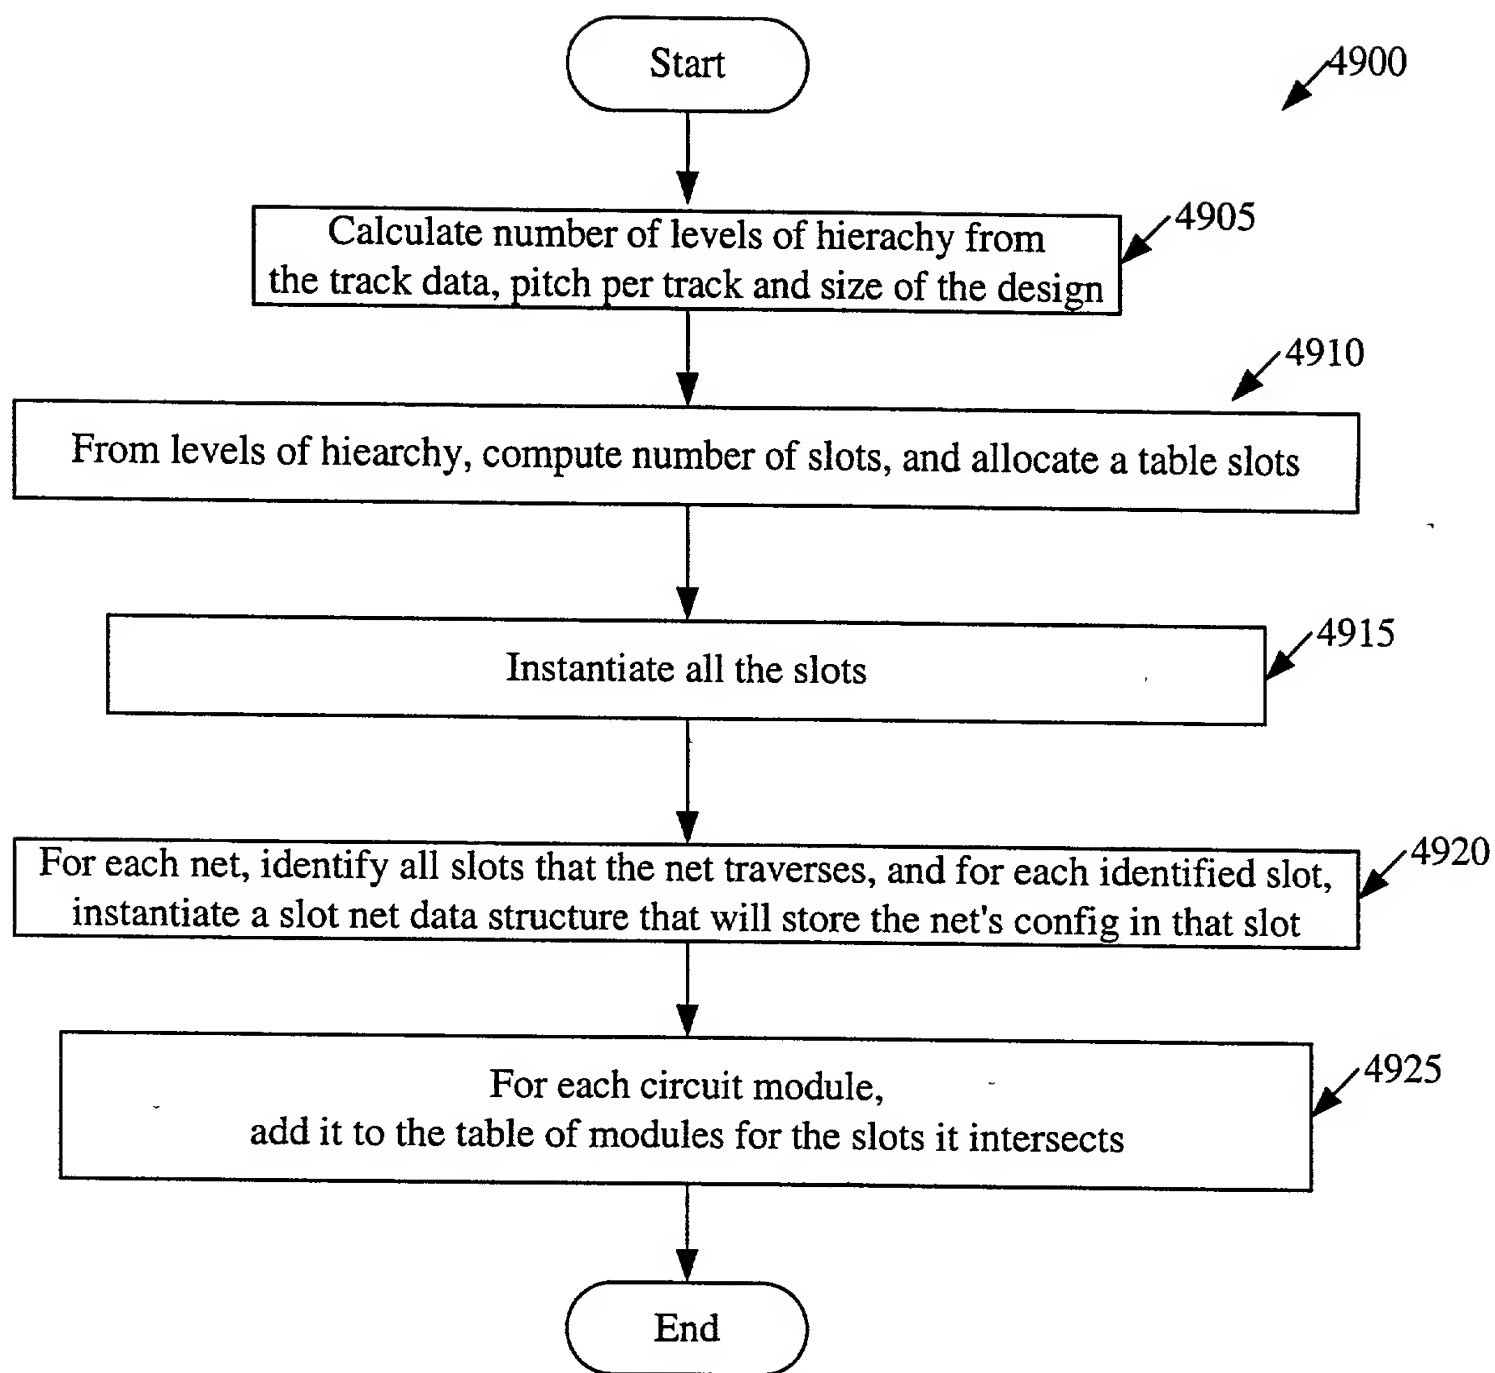 Start
4900
4905
Calculate number of levels of hierachy from
the track data, pitch per track and size of the design
4910
From levels of hiearchy, compute number of slots, and allocate a table slots
4915
Instantiate all the slots
4920
For each net, identify all slots that the net traverses, and for each identified slot,
instantiate a slot net data structure that will store the net's config in that slot
4925
For each circuit module,
add it to the table of modules for the slots it intersects
End